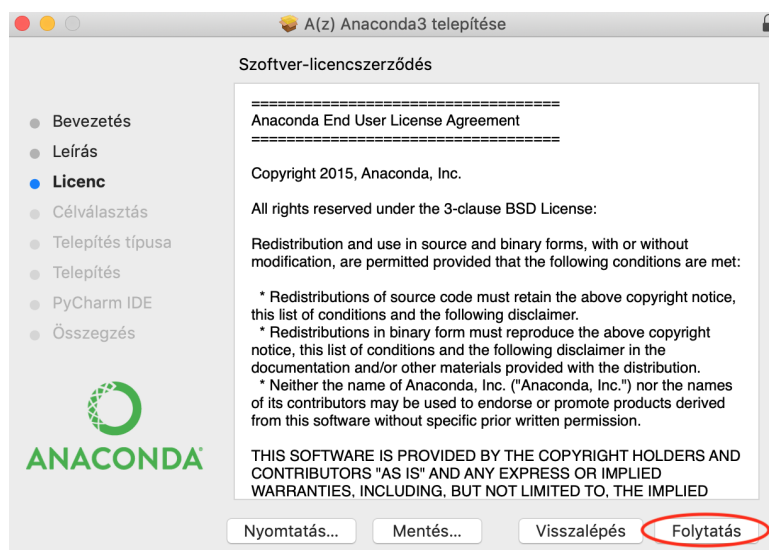 A(z) Anaconda3 telepítése
Szoftver-licencszerződés
Bevezetés
Leírás
Licenc
Célválasztás
Telepítés típusa
Telepítés
PyCharm IDE
Összegzés
ANACONDA
===================================
Anaconda End User License Agreement
===================================
Copyright 2015, Anaconda, Inc.
All rights reserved under the 3-clause BSD License:
Redistribution and use in source and binary forms, with or without
modification, are permitted provided that the following conditions are met:
* Redistributions of source code must retain the above copyright notice,
this list of conditions and the following disclaimer.
* Redistributions in binary form must reproduce the above copyright
notice, this list of conditions and the following disclaimer in the
documentation and/or other materials provided with the distribution.
* Neither the name of Anaconda, Inc. ("Anaconda, Inc.") nor the names
of its contributors may be used to endorse or promote products derived
from this software without specific prior written permission.
THIS SOFTWARE IS PROVIDED BY THE COPYRIGHT HOLDERS AND
CONTRIBUTORS "AS IS" AND ANY EXPRESS OR IMPLIED
WARRANTIES, INCLUDING, BUT NOT LIMITED TO, THE IMPLIED
Nyomtatás...
Mentés...
Visszalépés
Folytatás